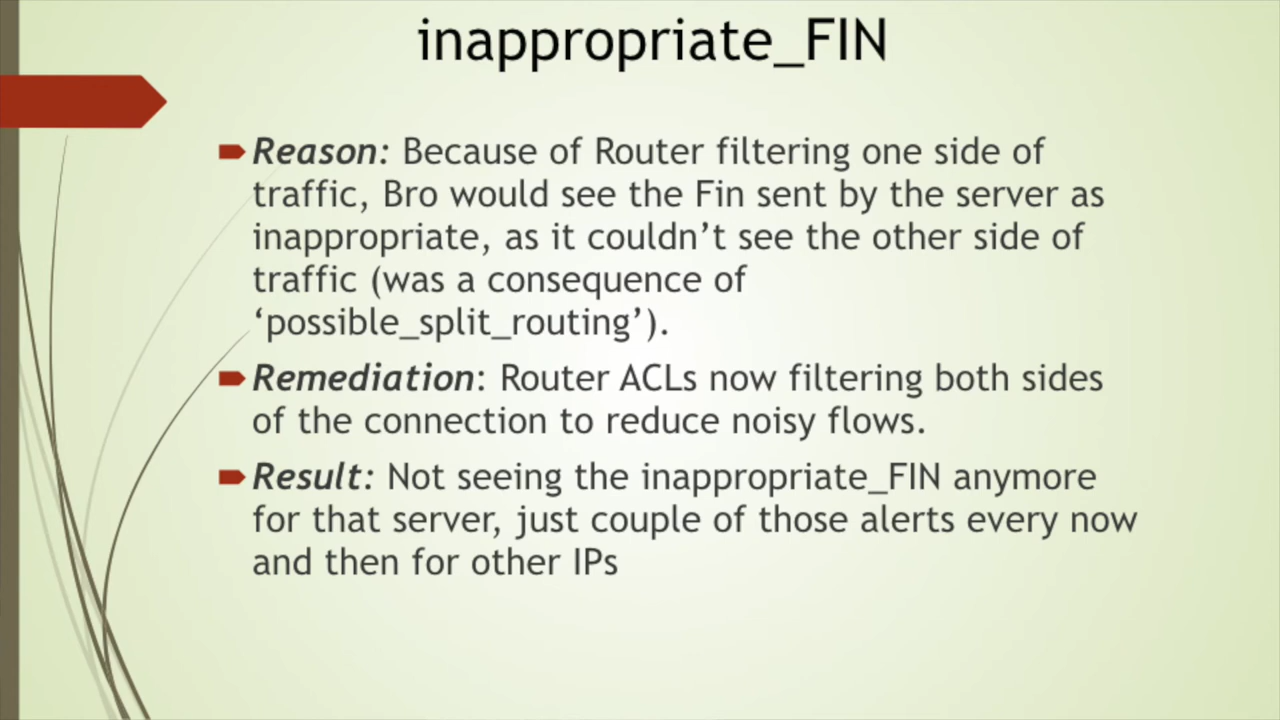 inappropriate_FIN
Reason: Because of Router filtering one side of
traffic, Bro would see the Fin sent by the server as
inappropriate, as it couldn’t see the other side of
traffic (was a consequence of
‘possible_split_routing’).
Remediation: Router ACLs now filtering both sides
of the connection to reduce noisy flows.
Result: Not seeing the inappropriate_FIN anymore
for that server, just couple of those alerts every now
and then for other IPs